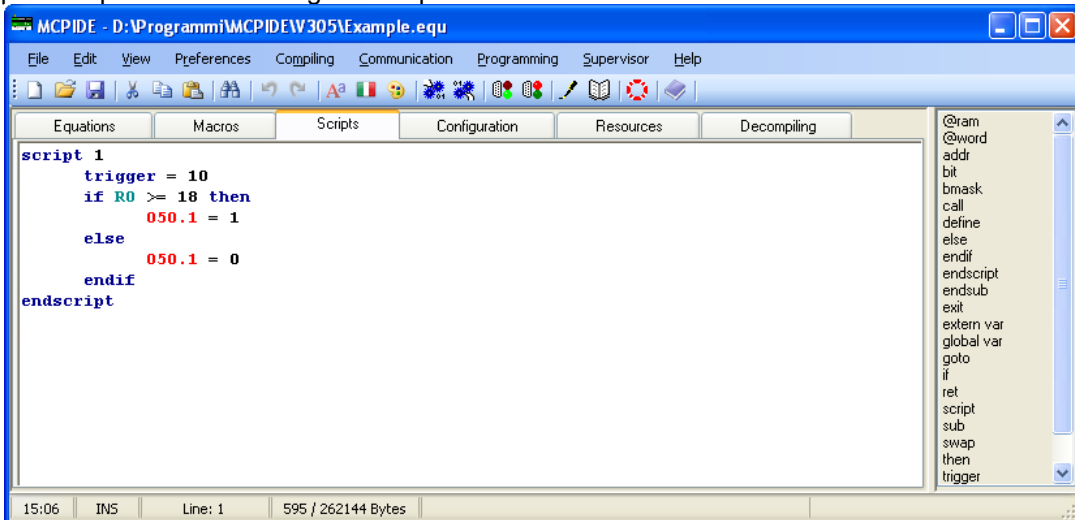 MCPIDE - D:\Programmi\MCPIDE\V305\Example.equ
File Edit View Preferences Compiling Communication Programming Supervisor Help
Equations Macros Scripts Configuration Resources Decompiling
script 1
trigger = 10
if R0 >= 18 then
O50.1 = 1
else
O50.1 = 0
endif
endscript
@ram
@word
addr
bit
bmask
call
define
else
endif
endscript
endsub
exit
extern var
global var
goto
if
ret
script
sub
swap
then
trigger
15:06 INS Line: 1 595 / 262144 Bytes